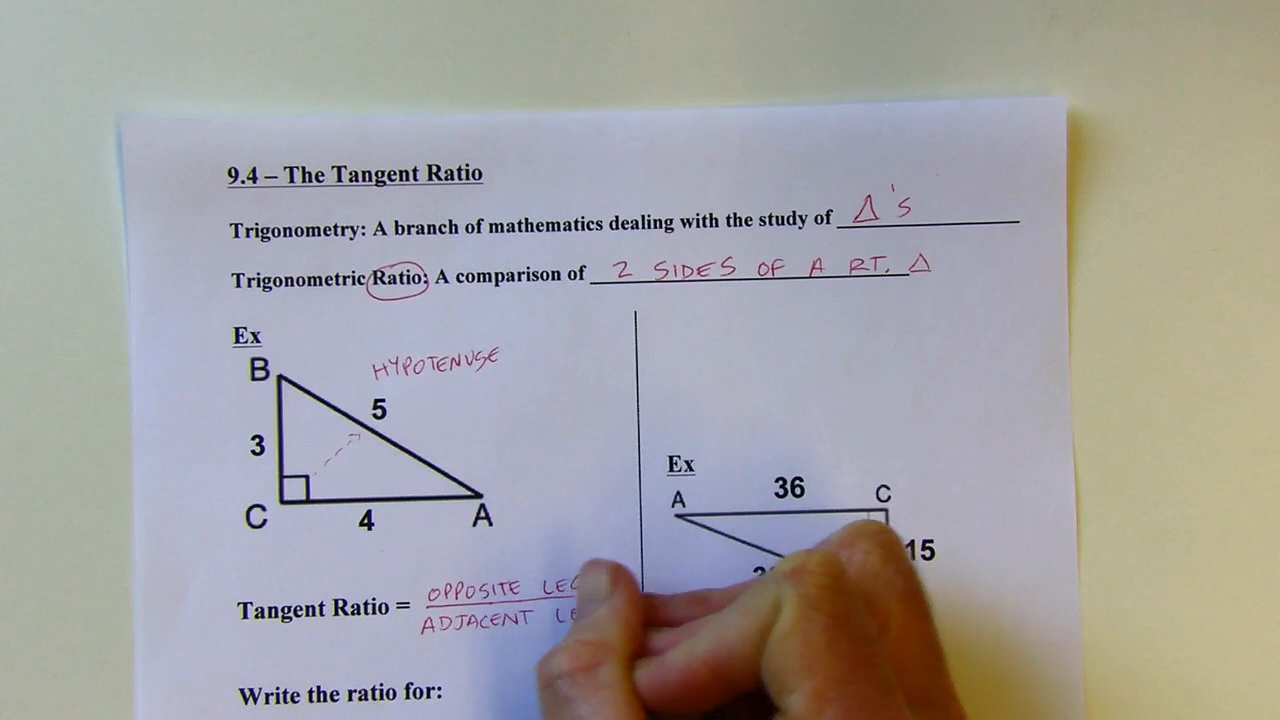 9.4 – The Tangent Ratio
Trigonometry: A branch of mathematics dealing with the study of Δ's
Trigonometric Ratio: A comparison of 2 SIDES OF A RT. Δ
Ex
B
HYPOTENUSE
5
3
C
4
A
Ex
A
36
C
15
Tangent Ratio = OPPOSITE
ADJACENT
Write the ratio for: